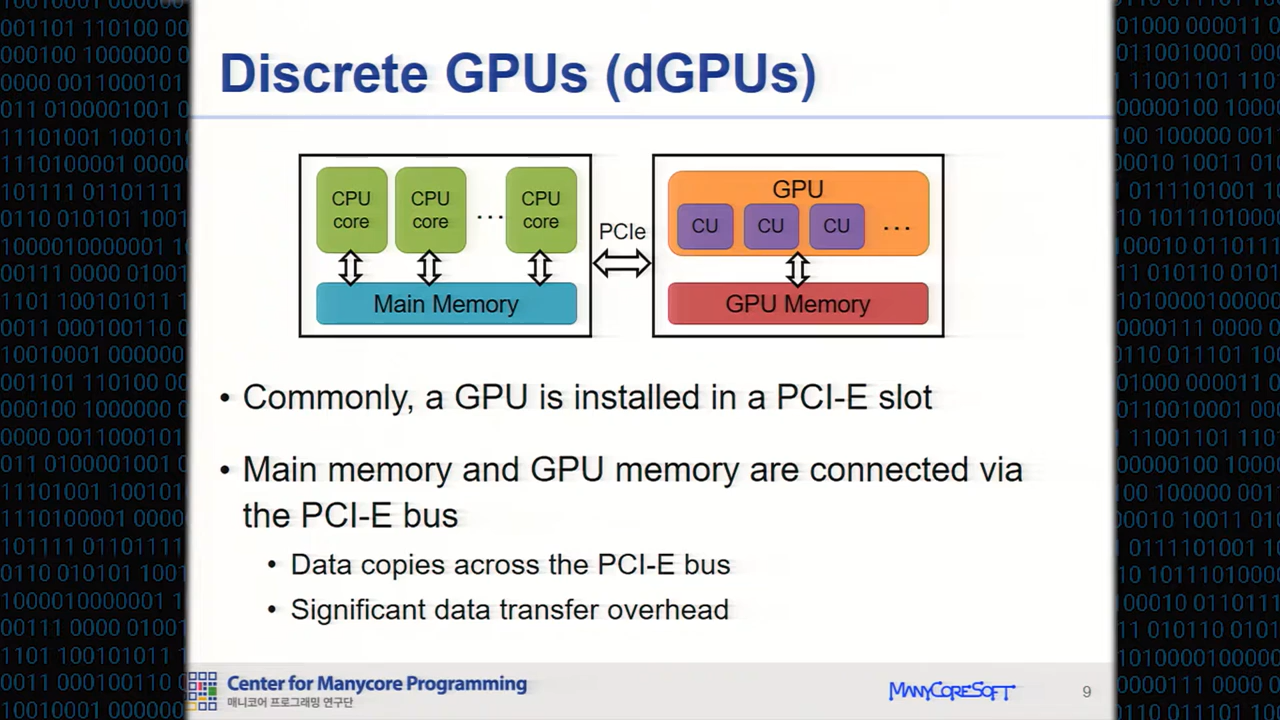 Discrete GPUs (dGPUs)
CPU
core
CPU
core
...
CPU
core
Main Memory
PCIe
GPU
CU
CU
CU
...
GPU Memory
• Commonly, a GPU is installed in a PCI-E slot
• Main memory and GPU memory are connected via
the PCI-E bus
• Data copies across the PCI-E bus
• Significant data transfer overhead
Center for Manycore Programming
매니코어 프로그래밍 연구단
MANYCORESOFT
9